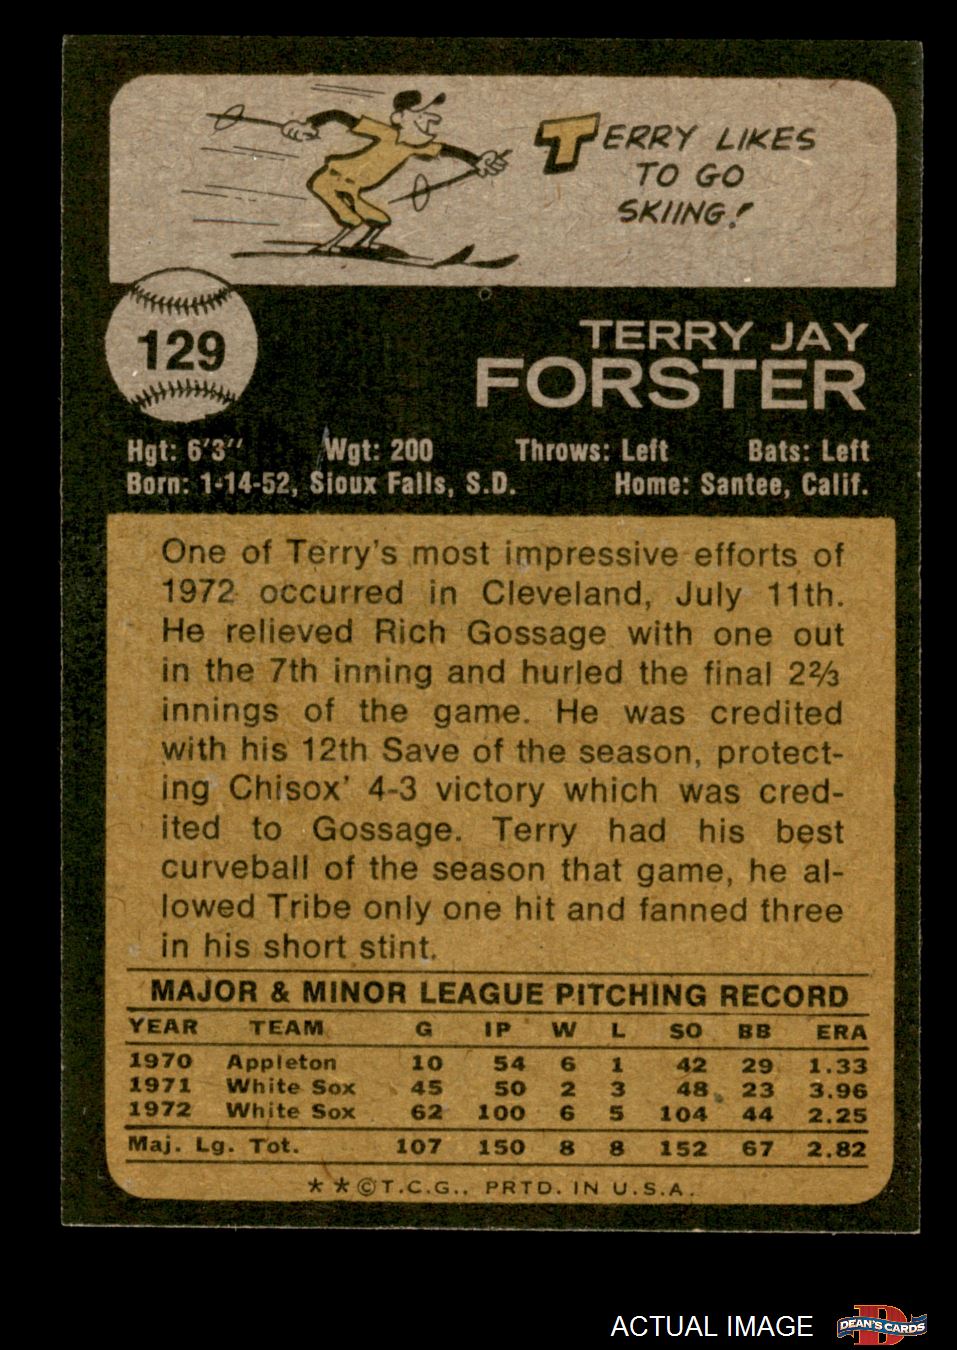 TERRY LIKES
TO GO
SKIING!
129
TERRY JAY
FORSTER
Hgt: 6'3'' Wgt: 200 Throws: Left Bats: Left
Born: 1-14-52, Sioux Falls, S.D. Home: Santee, Calif.
One of Terry's most impressive efforts of
1972 occurred in Cleveland, July 11th.
He relieved Rich Gossage with one out
in the 7th inning and hurled the final 2⅔
innings of the game. He was credited
with his 12th Save of the season, protect-
ing Chisox' 4-3 victory which was cred-
ited to Gossage. Terry had his best
curveball of the season that game, he al-
lowed Tribe only one hit and fanned three
in his short stint.
MAJOR & MINOR LEAGUE PITCHING RECORD
YEAR TEAM G IP W L SO BB ERA
1970 Appleton 10 54 6 1 42 29 1.33
1971 White Sox 45 50 2 3 48 23 3.96
1972 White Sox 62 100 6 5 104 44 2.25
Maj. Lg. Tot. 107 150 8 8 152 67 2.82
* * © T.C.G., PRTD. IN U.S.A.
ACTUAL IMAGE
D
DEAN'S CARDS